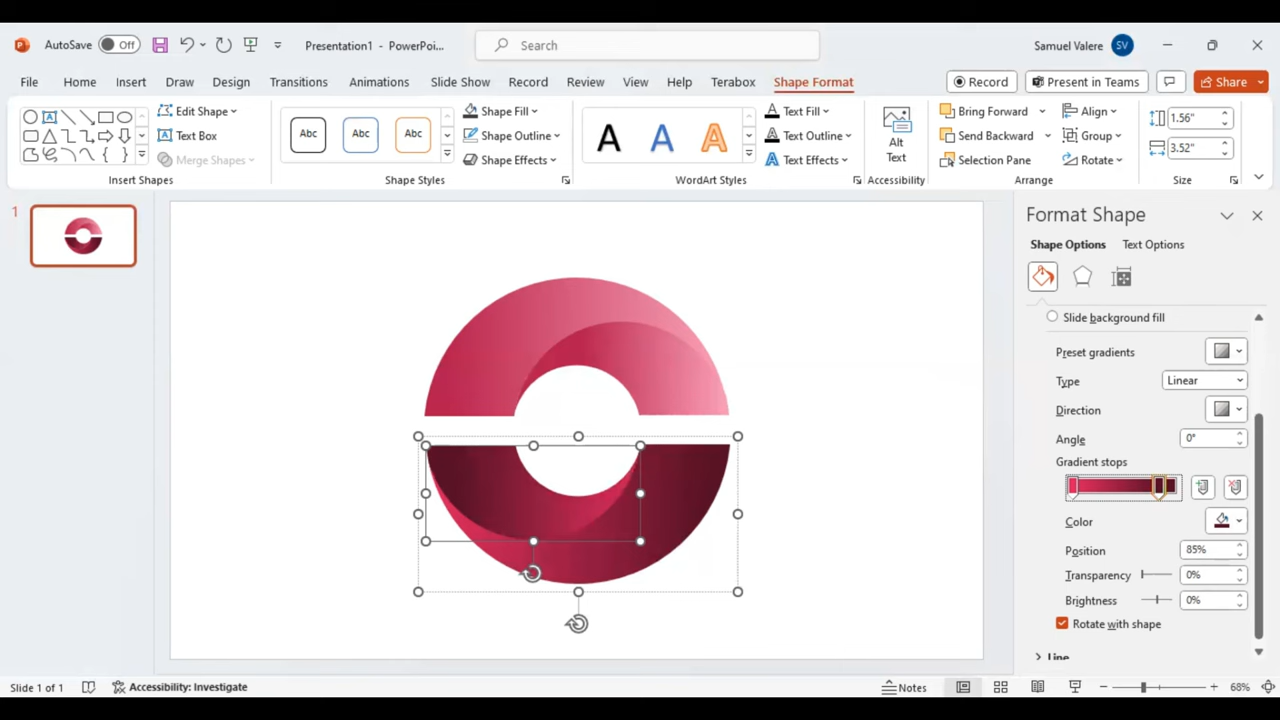 AutoSave Off Presentation1 - PowerPoi... Search Samuel Valere SV
File Home Insert Draw Design Transitions Animations Slide Show Record Review View Help Terabox Shape Format Record Present in Teams Share
Edit Shape
Text Box
Merge Shapes
Insert Shapes
Abc Abc Abc
Shape Fill
Shape Outline
Shape Effects
Shape Styles
A A A
Text Fill
Text Outline
Text Effects
WordArt Styles
Alt
Text
Accessibility
Bring Forward
Send Backward
Selection Pane
Align
Group
Rotate
Arrange
1.56"
3.52"
Size
1
Format Shape
Shape Options Text Options
Slide background fill
Preset gradients
Type Linear
Direction
Angle 0°
Gradient stops
Color
Position 85%
Transparency 0%
Brightness 0%
Rotate with shape
Line
Slide 1 of 1 Accessibility: Investigate Notes 68%